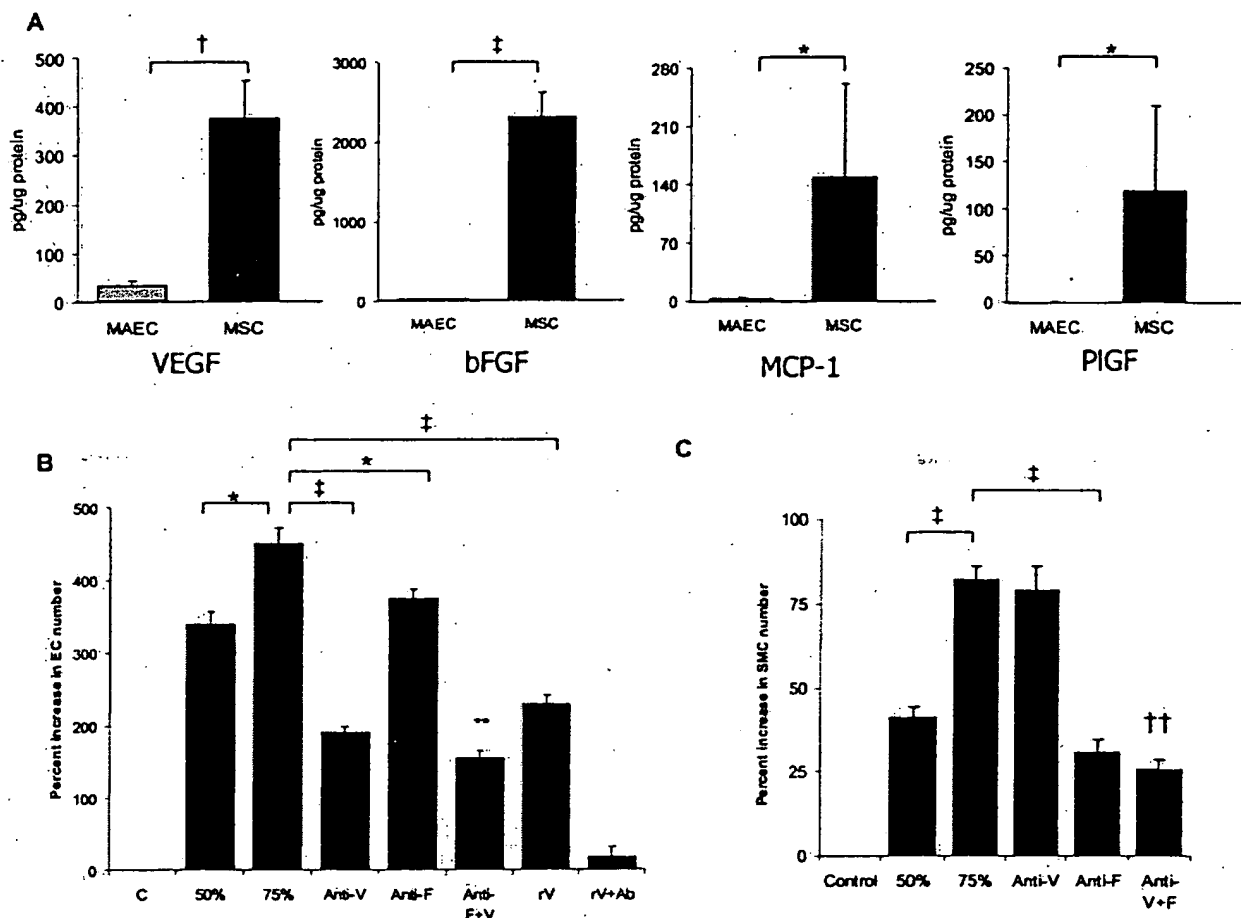 A
†
‡
*
*
500
400
300
200
100
0
pg/ug protein
MAEC
MSC
VEGF
3000
2000
1000
0
pg/ug protein
MAEC
MSC
bFGF
280
210
140
70
0
pg/ug protein
MAEC
MSC
MCP-1
250
200
150
100
50
0
pg/ug protein
MAEC
MSC
PlGF
B
‡
*
*
‡
**
500
400
300
200
100
0
Percent increase in EC number
C
50%
75%
Anti-V
Anti-F
Anti-
F+V
rV
rV+Ab
C
‡
‡
††
100
75
50
25
0
Percent increase in SMC number
Control
50%
75%
Anti-V
Anti-F
Anti-
V+F